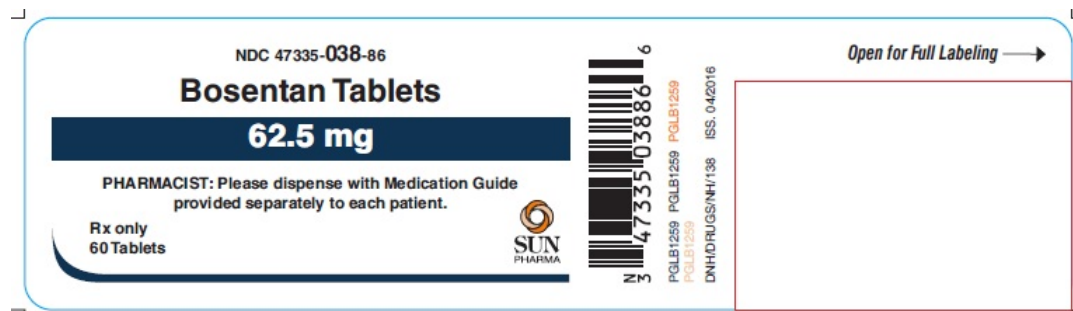 NDC 47335-038-86
Bosentan Tablets
62.5 mg
PHARMACIST: Please dispense with Medication Guide
provided separately to each patient.
Rx only
60 Tablets
SUN
PHARMA
N
3
47335 03886 6
PGLB1259 PGLB1259 PGLB1259
PGLB1259
DNH/DRUGS/NH/138 ISS. 04/2016
Open for Full Labeling